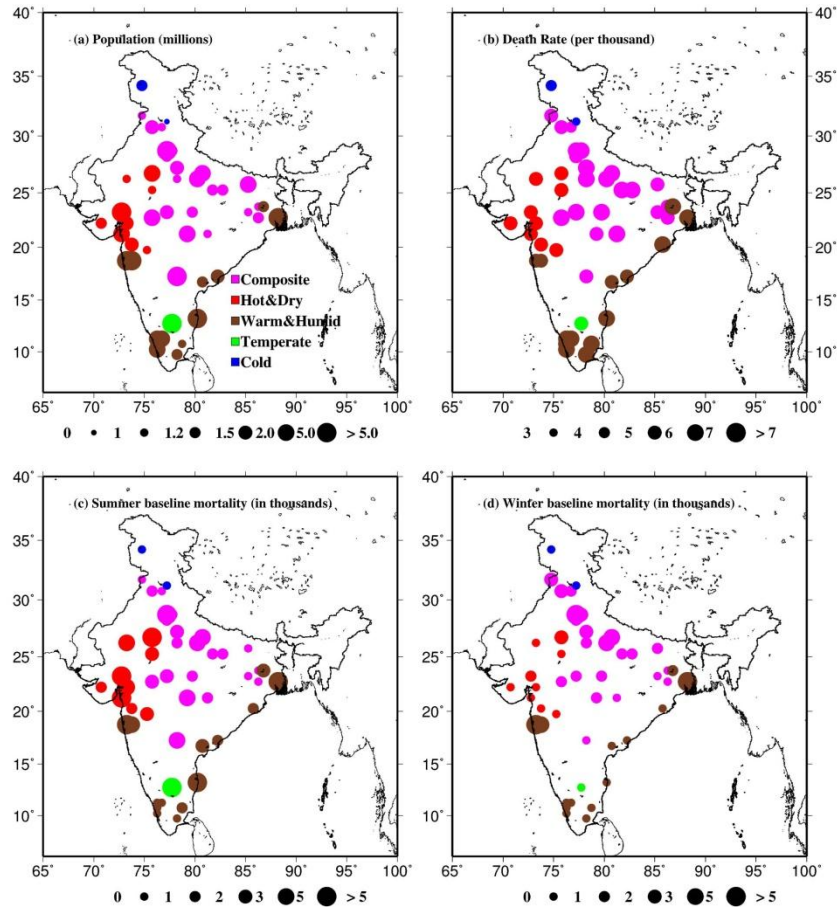 40° 40°
(a) Population (millions) (b) Death Rate (per thousand)
35° 35°
30° 30°
25° 25°
20° 20°
Composite
Hot&Dry
15° Warm&Humid 15°
Temperate
10° Cold 10°
65° 70° 75° 80° 85° 90° 95° 100° 65° 70° 75° 80° 85° 90° 95° 100°
0 1 1.2 1.5 2.0 5.0 > 5.0 3 4 5 6 7 > 7
40° 40°
(c) Summer baseline mortality (in thousands) (d) Winter baseline mortality (in thousands)
35° 35°
30° 30°
25° 25°
20° 20°
15° 15°
10° 10°
65° 70° 75° 80° 85° 90° 95° 100° 65° 70° 75° 80° 85° 90° 95° 100°
0 1 2 3 5 > 5 0 1 2 3 5 > 5